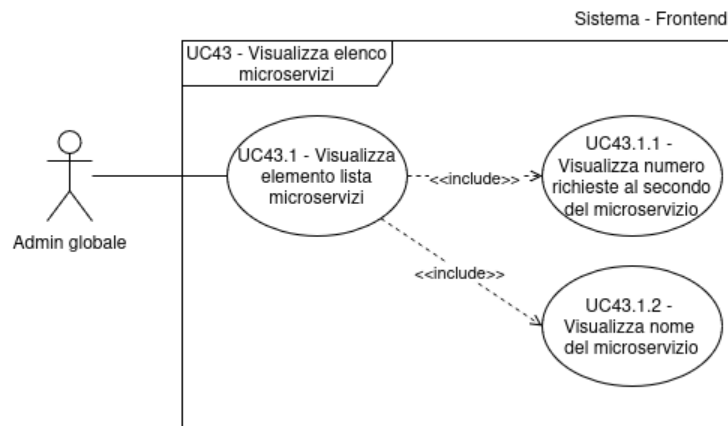 Sistema - Frontend
UC43 - Visualizza elenco
microservizi
UC43.1 - Visualizza
elemento lista
microservizi
<<include>>
UC43.1.1 -
Visualizza numero
richieste al secondo
del microservizio
Admin globale
<<include>>
UC43.1.2 -
Visualizza nome
del microservizio